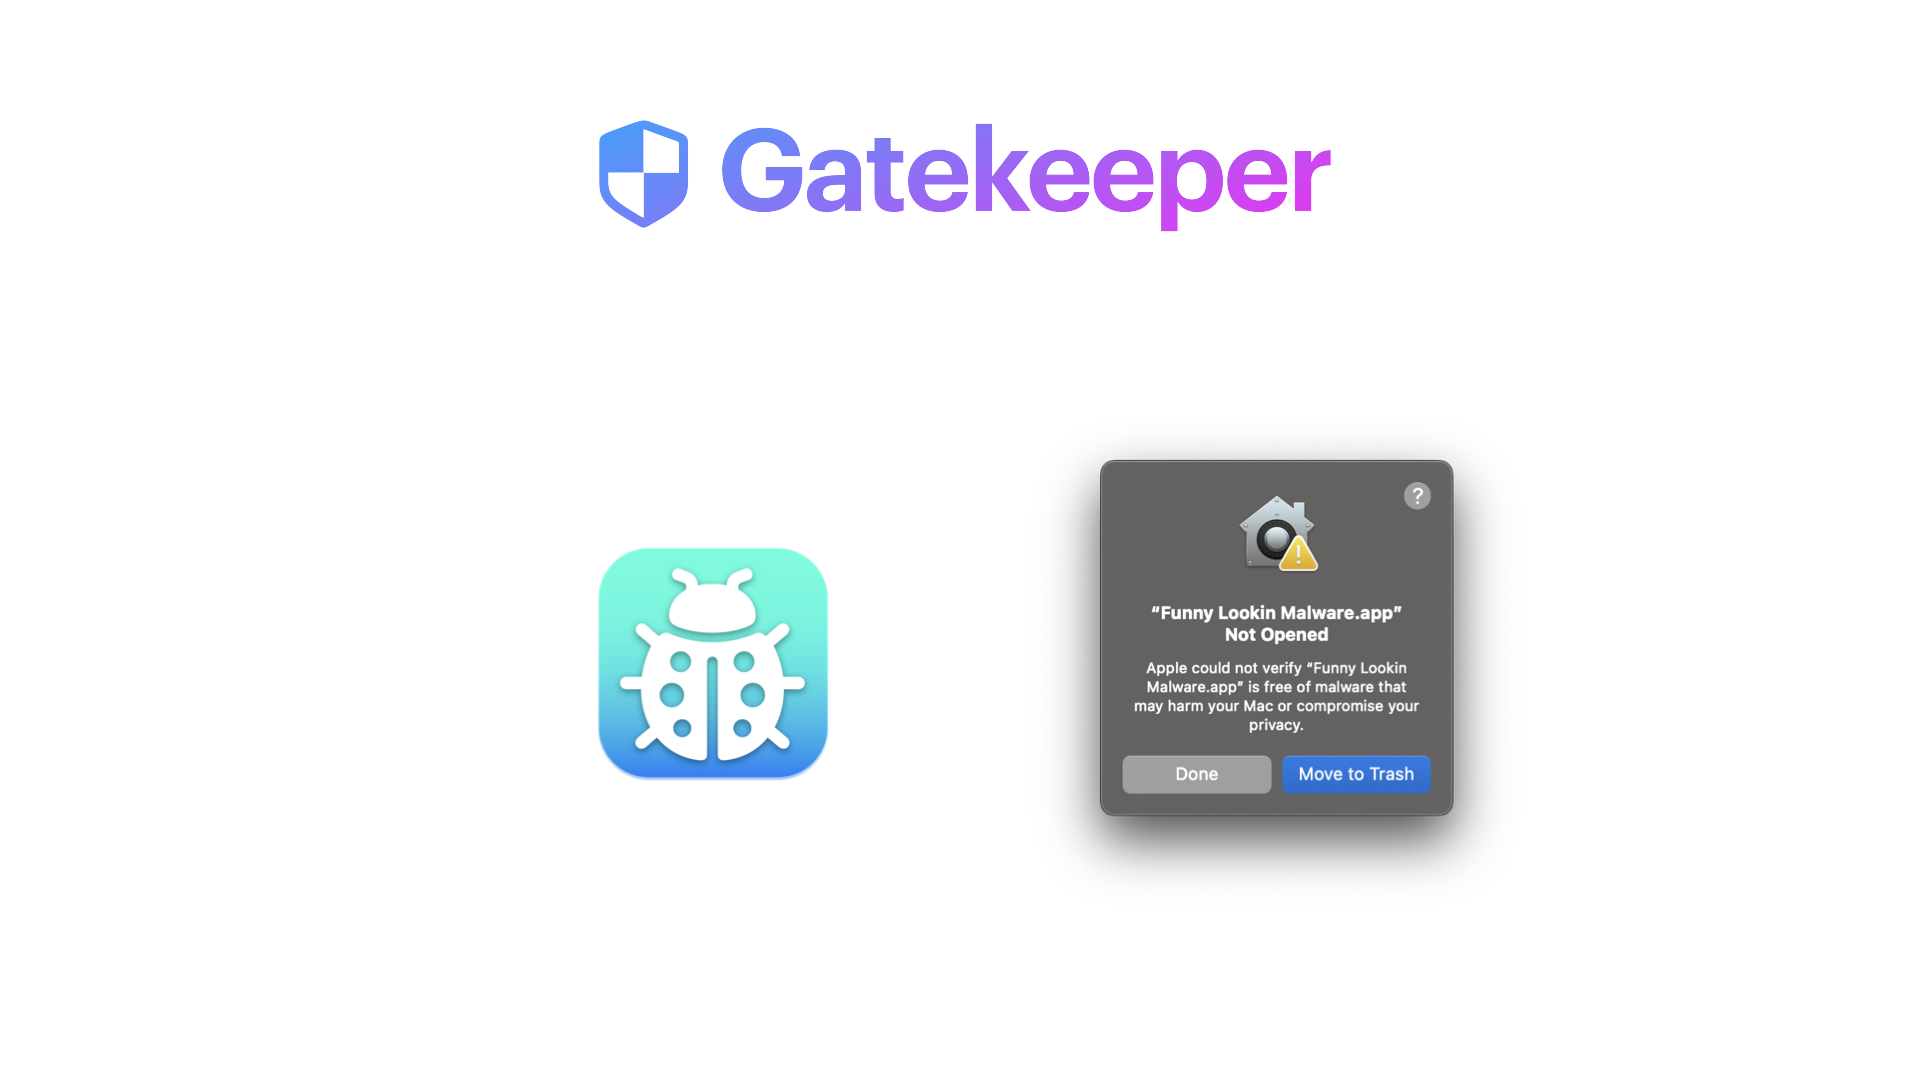 Gatekeeper
?
“Funny Lookin Malware.app”
Not Opened
Apple could not verify “Funny Lookin
Malware.app” is free of malware that
may harm your Mac or compromise your
privacy.
Done
Move to Trash